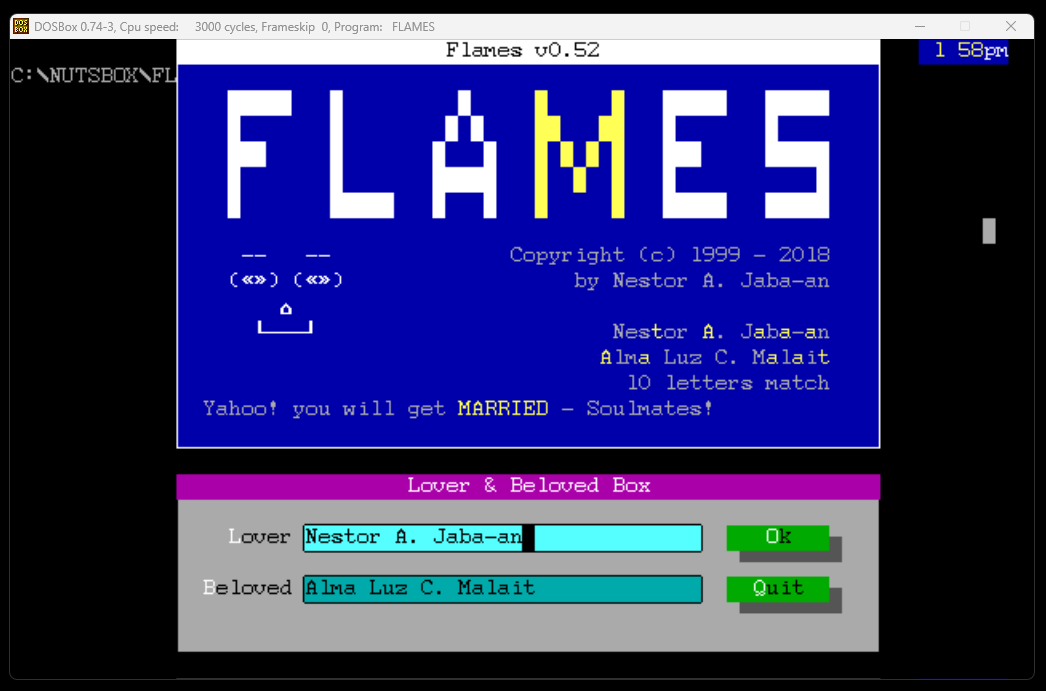 DOSBox 0.74-3, Cpu speed: 3000 cycles, Frameskip 0, Program: FLAMES
Flames v0.52
1 58pm
C:\NUTSBOX\FL
FLAMES
-- --
(«») («»)
Copyright (c) 1999 - 2018
by Nestor A. Jaba-an
Nestor A. Jaba-an
Alma Luz C. Malait
10 letters match
Yahoo! you will get MARRIED - Soulmates!
Lover & Beloved Box
Lover Nestor A. Jaba-an Ok
Beloved Alma Luz C. Malait Quit